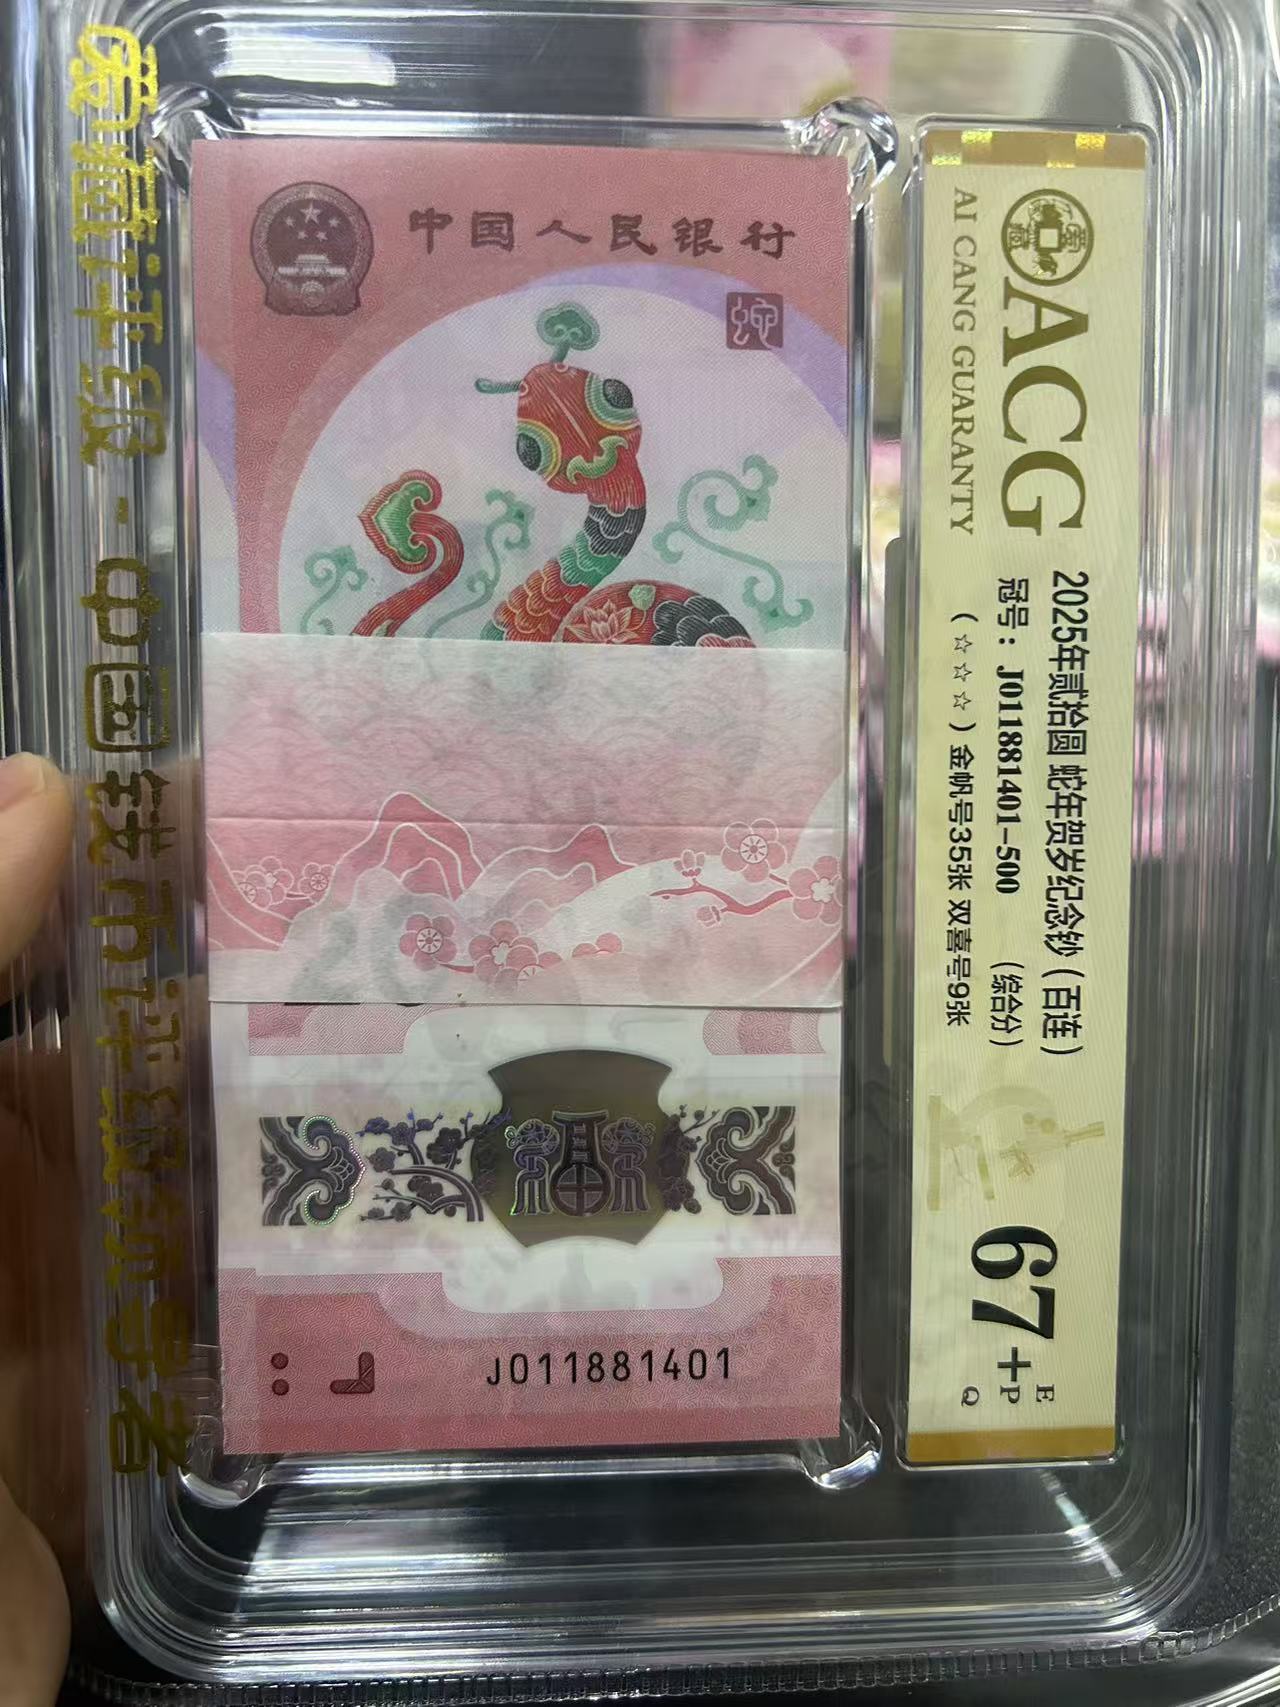 中国人民银行
蛇
J011881401
ACG
AI CANG GUARANTY
2025年贰拾圆 蛇年贺岁纪念钞（百连）
冠号：J011881401-500 （综合分）
（☆☆☆）金帆号35张 双喜号9张
67+
E
P
Q
爱藏评级-中国钱币评级领导者